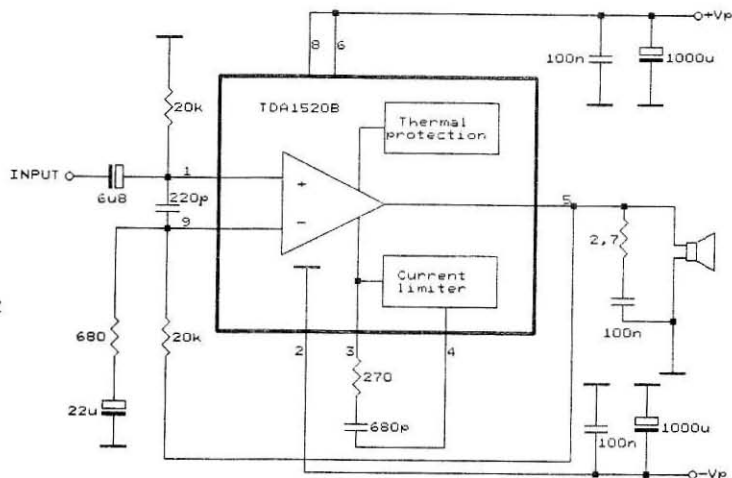 +Vp
8
6
100n
1000u
TDA1520B
20k
Thermal
protection
INPUT
1
6u8
220p
+
5
9
-
2,7
Current
limiter
680
20k
2
3
4
100n
270
22u
680p
100n
1000u
-Vp